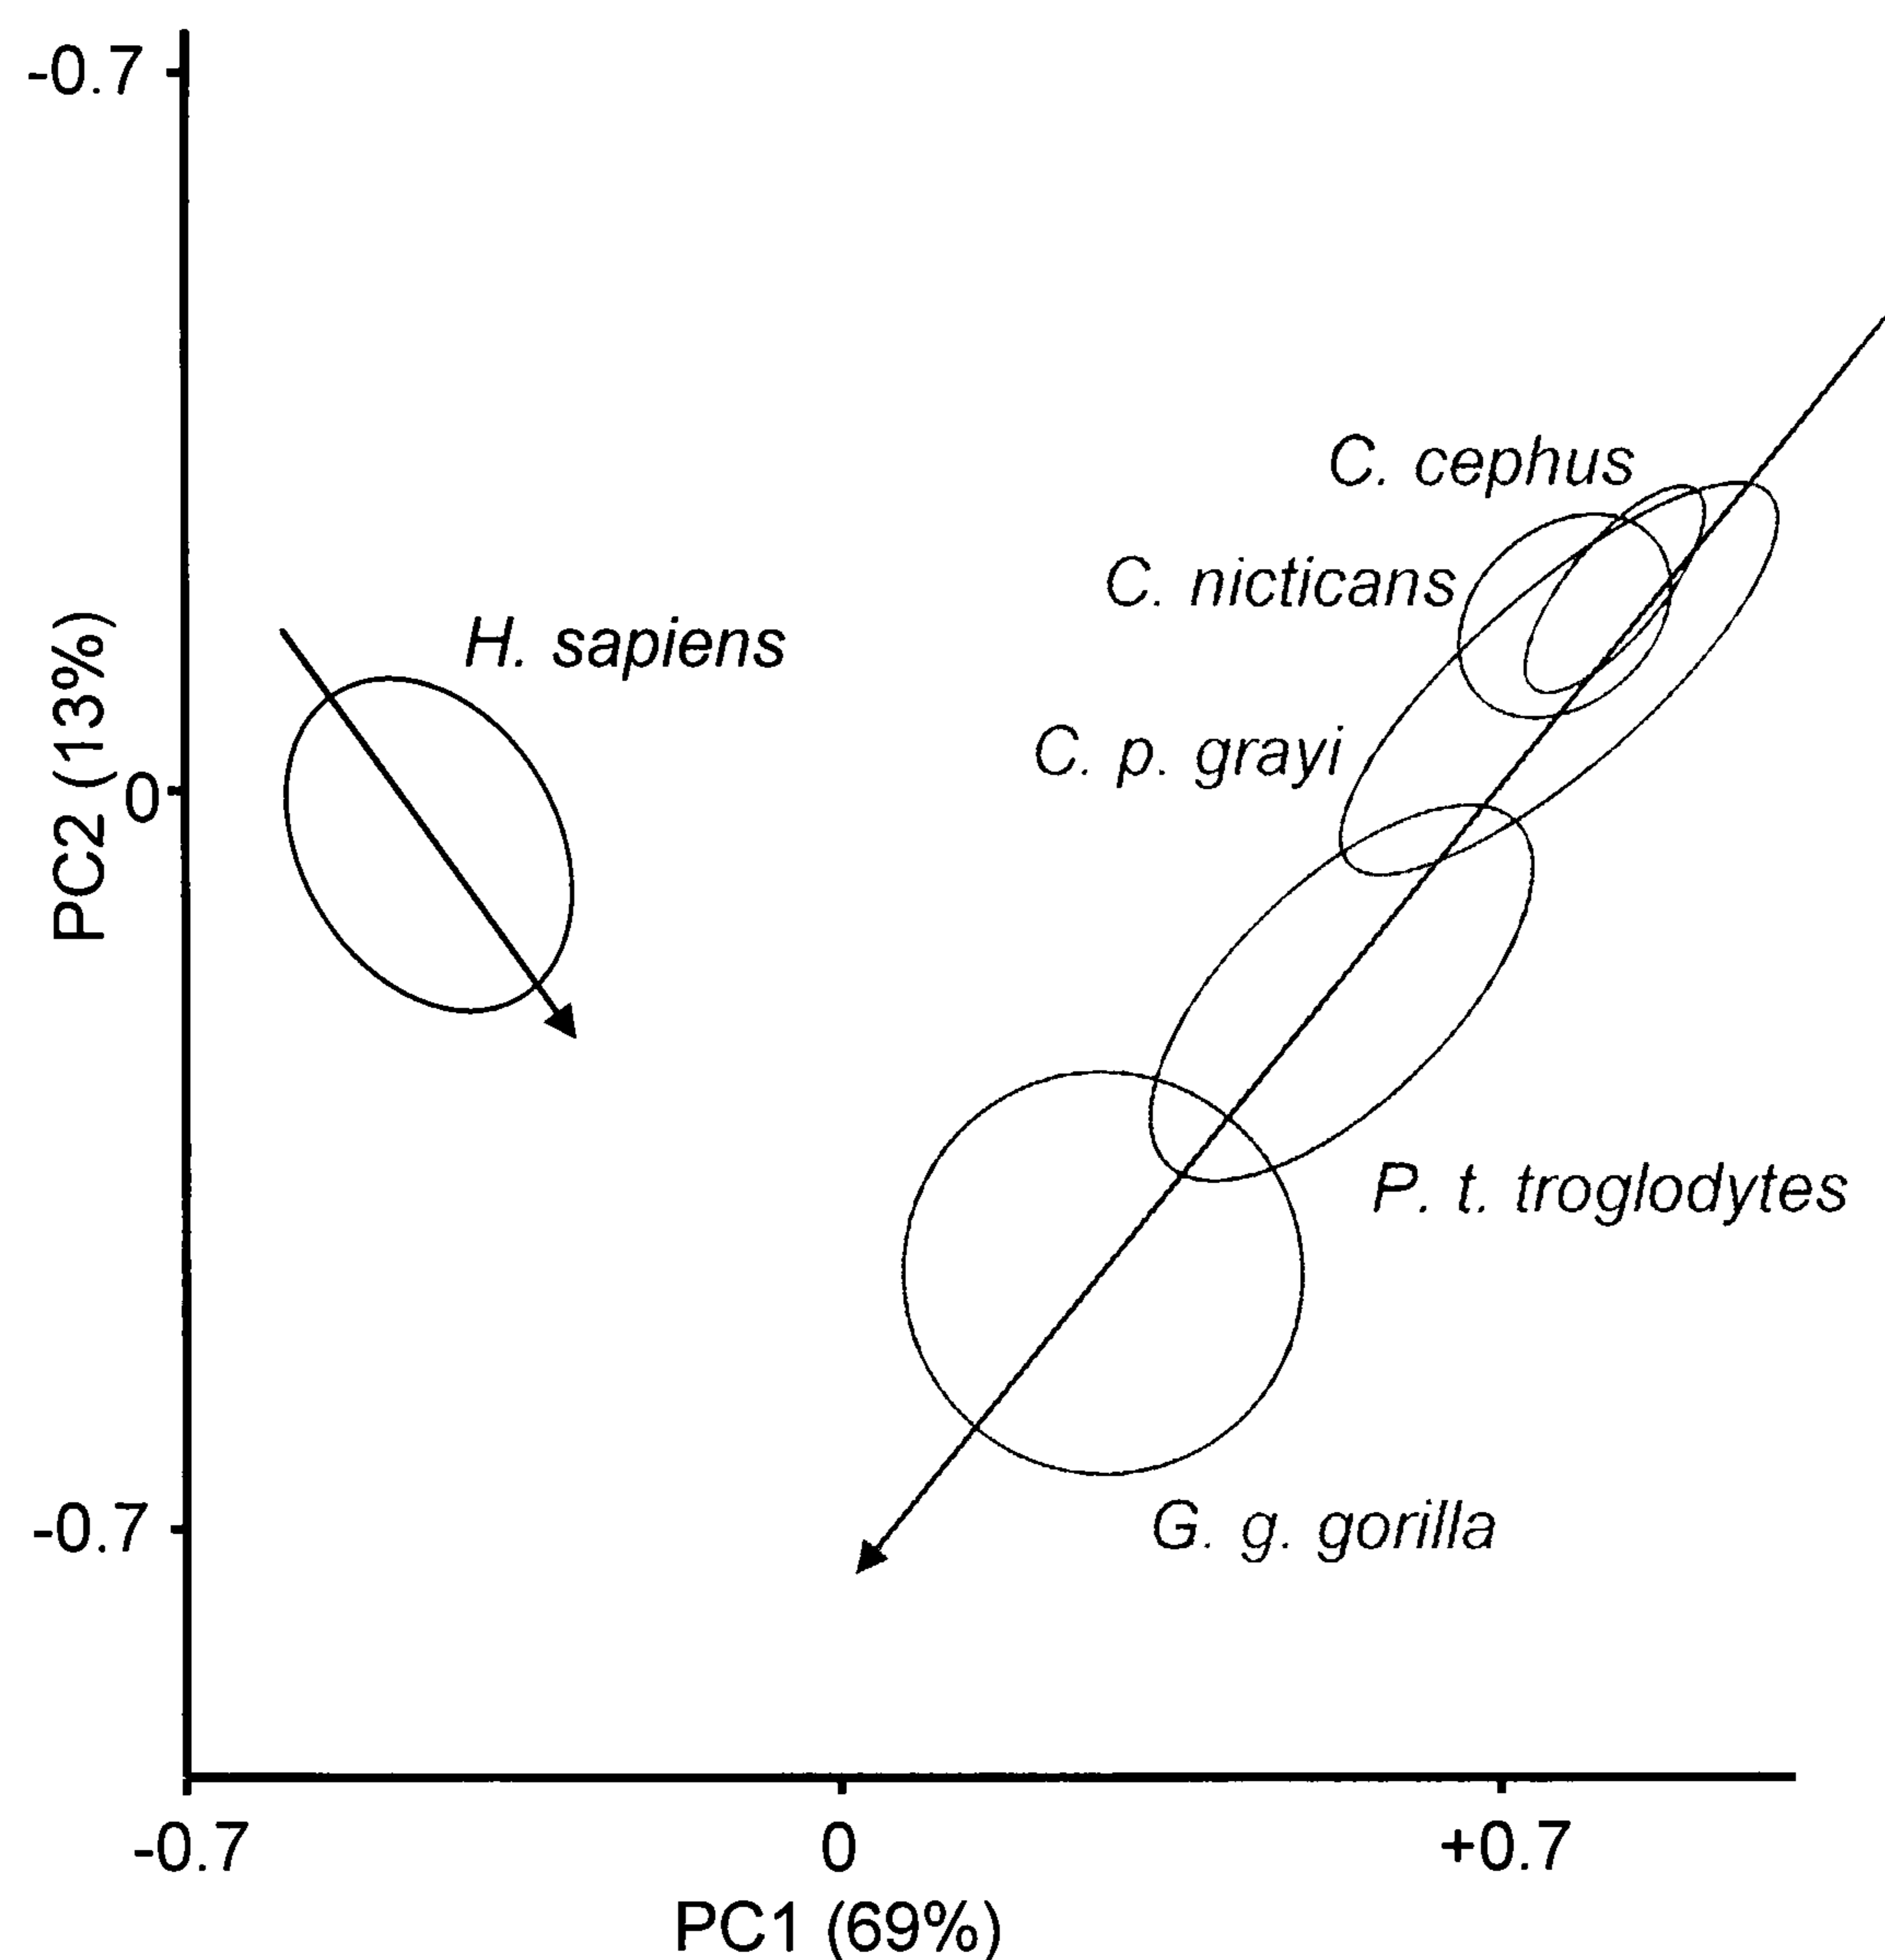 -0.7
C. cephus
C. nicticans
H. sapiens
C. p. grayi
PC2 (13%)
0
P. t. troglodytes
G. g. gorilla
-0.7
-0.7
0
+0.7
PC1 (69%)